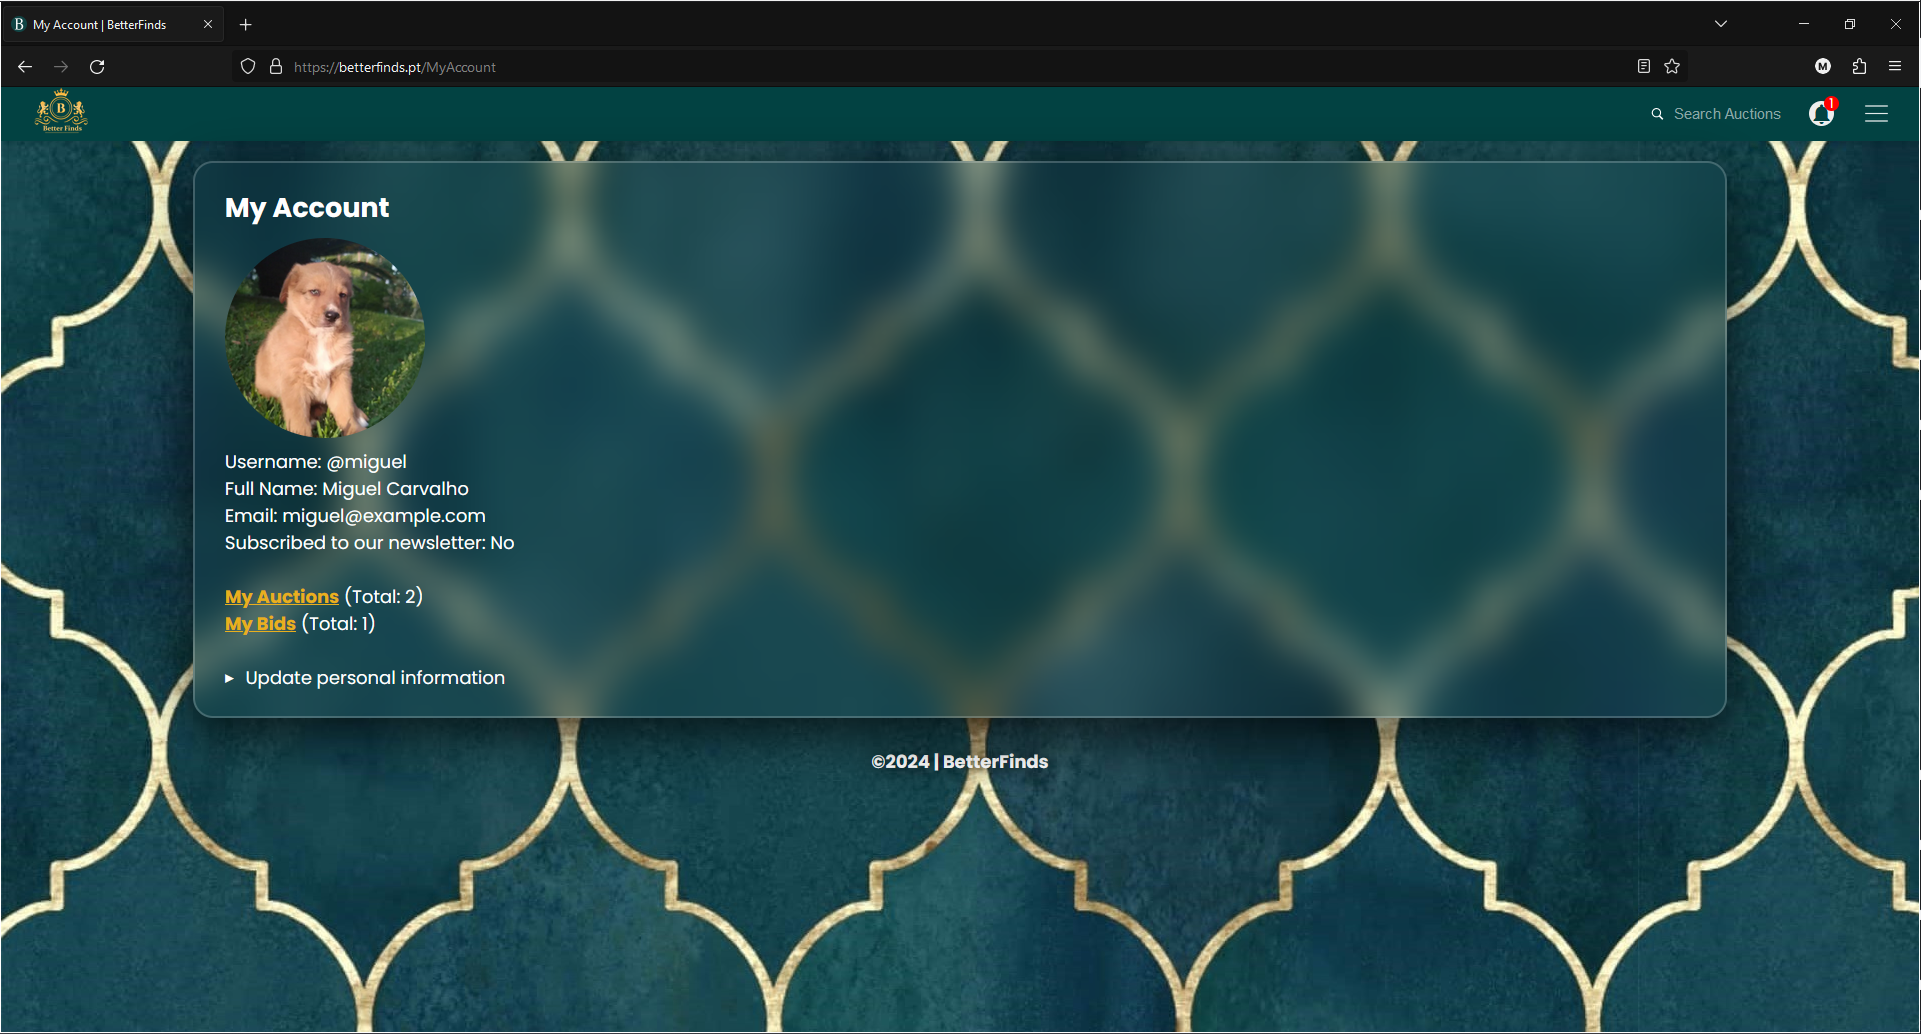 My Account | BetterFinds
https://betterfinds.pt/MyAccount
M
B
Better Finds
Search Auctions
1
My Account
Username: @miguel
Full Name: Miguel Carvalho
Email: miguel@example.com
Subscribed to our newsletter: No
My Auctions (Total: 2)
My Bids (Total: 1)
Update personal information
©2024 | BetterFinds